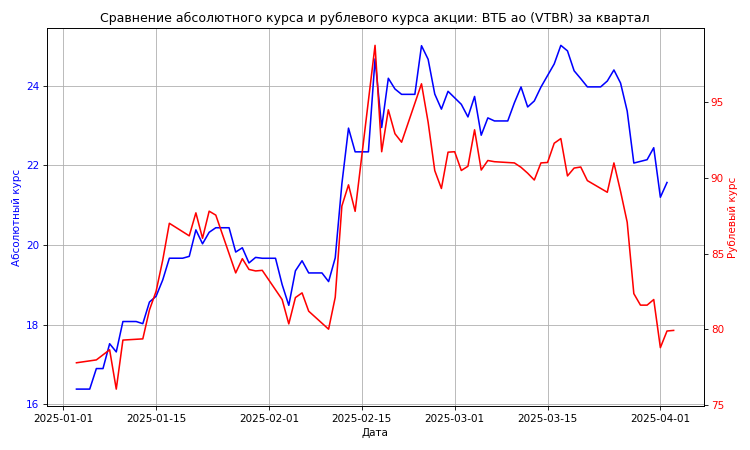 Сравнение абсолютного курса и рублевого курса акции: ВТБ ао (VTBR) за квартал
Абсолютный курс
24
22
20
18
16
95
90
85
80
75
Рублевый курс
2025-01-01 2025-01-15 2025-02-01 2025-02-15 2025-03-01 2025-03-15 2025-04-01
Дата